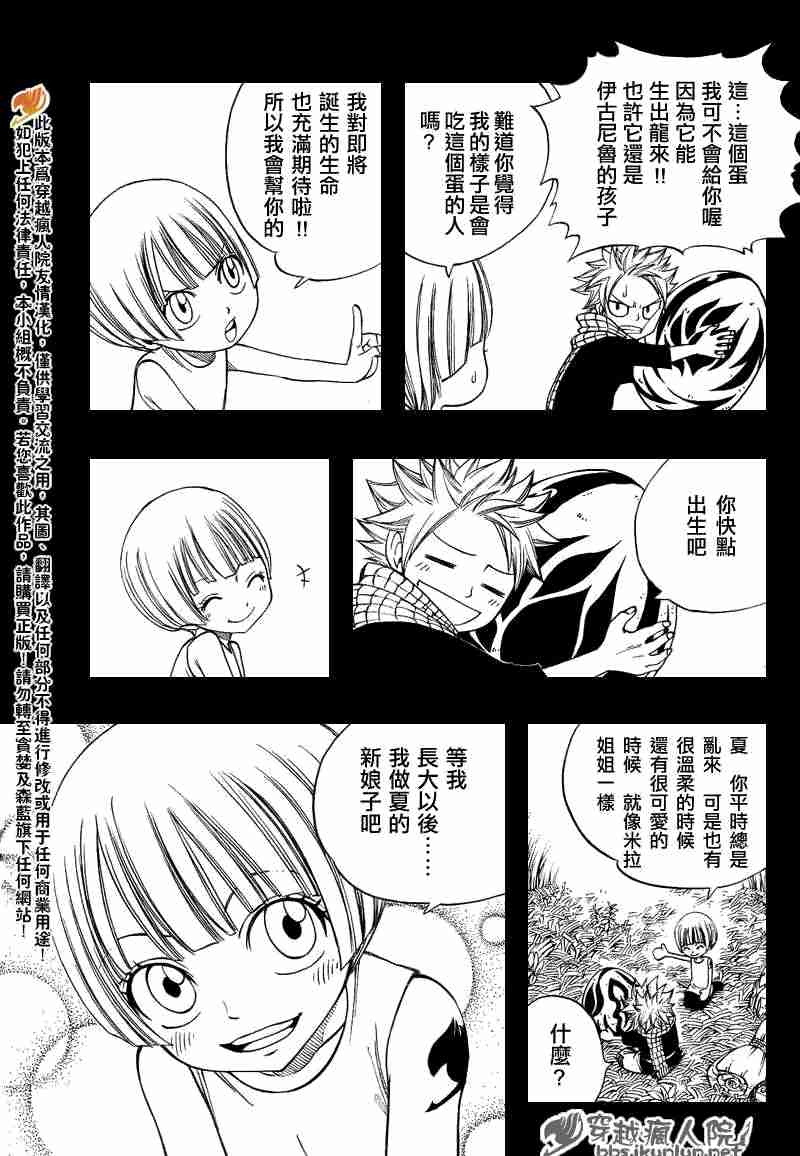 這…這個蛋
我可不會給你喔
因為它能
生出龍來!!
也許它還是
伊古尼魯的孩子
難道你覺得
我的樣子是會
吃這個蛋的人
嗎?
我對即將
誕生的生命
也充滿期待啦!!
所以我會幫你的
你快點
出生吧
夏 你平時總是
亂來 可是也有
很溫柔的時候
還有很可愛的
時候 就像米拉
姐姐一樣
什麼?
等我
長大以後……
我做夏的
新娘子吧
此版本爲穿越瘋人院友情漢化，僅供學習交流之用，其圖、翻譯以及任何部分不得進行修改或用于任何商業用途！
如犯上任何法律責任，本小組概不負責。若您喜歡此作品，請購買正版！請勿轉至貪婪及森藍旗下任何網站！
穿越瘋人院
bbs.ikunlun.net